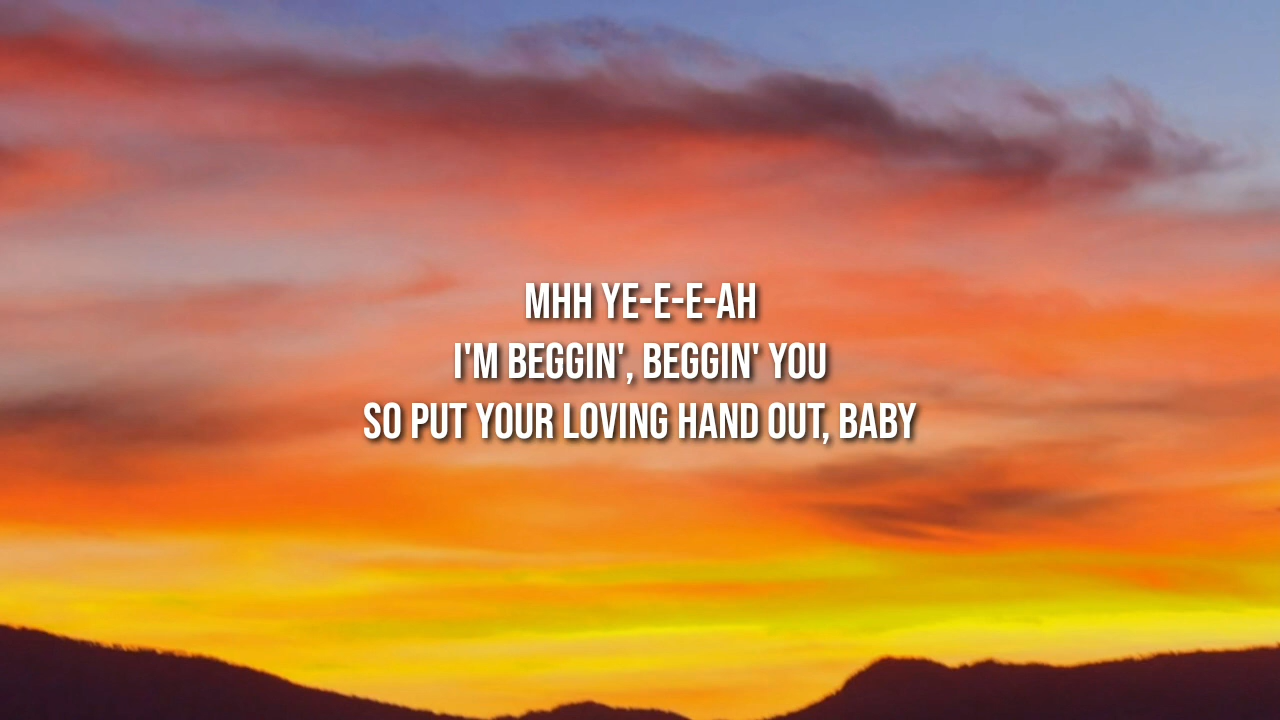 MHH YE-E-E-AH
I'M BEGGIN', BEGGIN' YOU
SO PUT YOUR LOVING HAND OUT, BABY